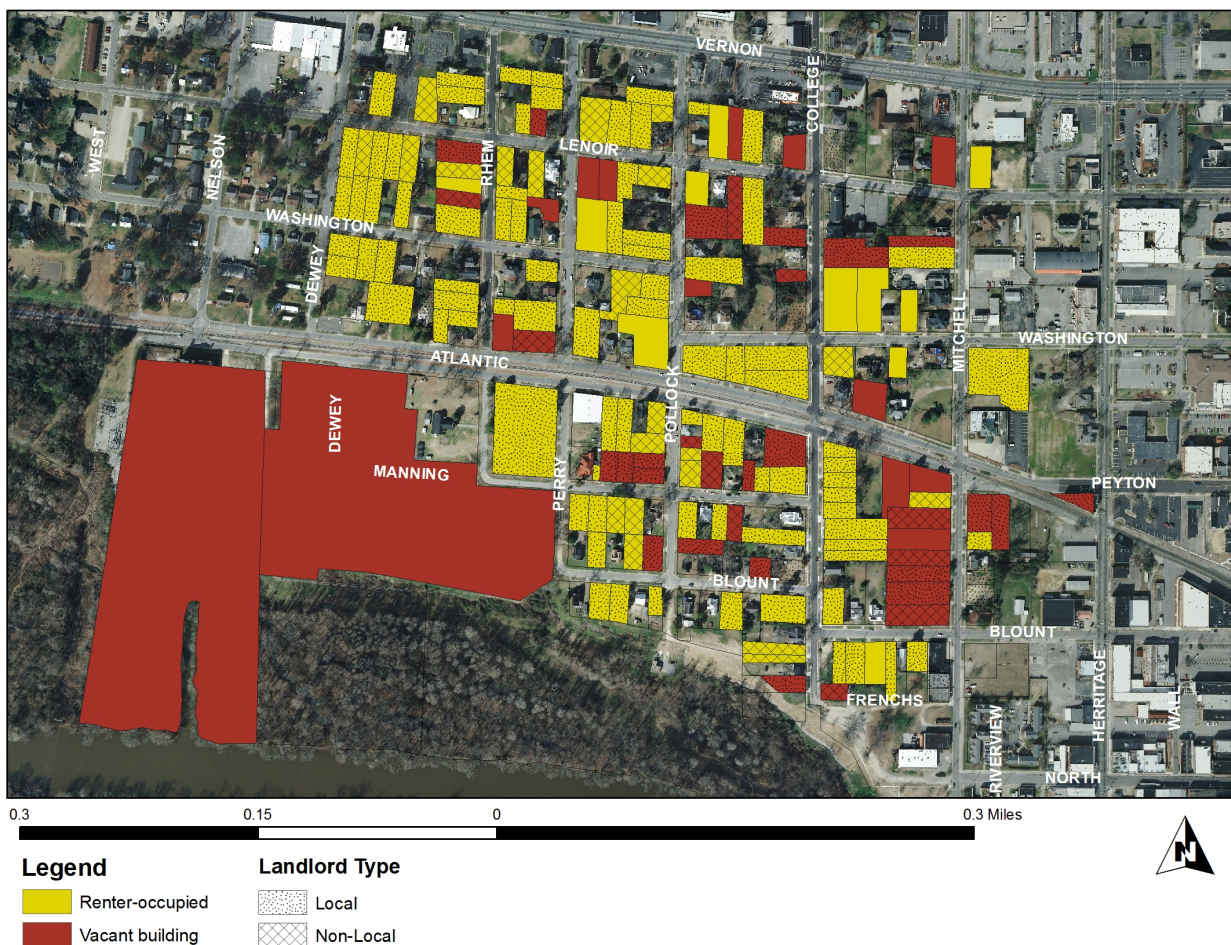 VERNON
COLLEGE
WEST
NELSON
RHEM
LENOIR
WASHINGTON
DEWEY
MITCHELL
WASHINGTON
ATLANTIC
POLLOCK
DEWEY
MANNING
PERRY
PEYTON
BLOUNT
BLOUNT
HERRITAGE
WALL
FRENCHS
RIVERVIEW
NORTH
0.3 0.15 0 0.3 Miles
N
Legend
Renter-occupied
Vacant building
Landlord Type
Local
Non-Local